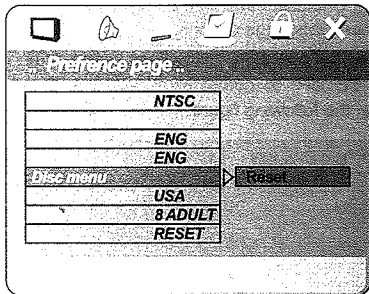 .. Prefrence page ..
NTSC
ENG
ENG
Disc menu Reset
USA
8 ADULT
RESET